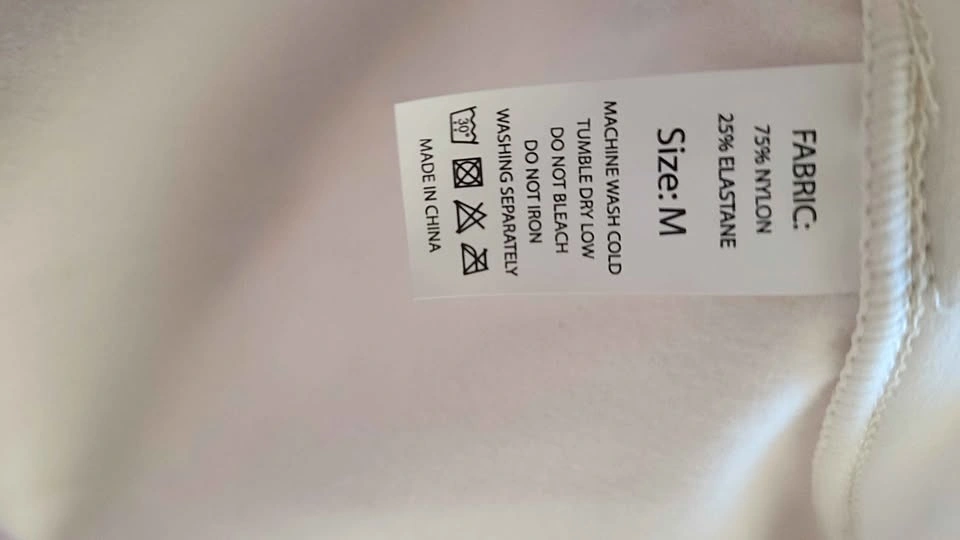 FABRIC:
75% NYLON
25% ELASTANE
Size: M
MACHINE WASH COLD
TUMBLE DRY LOW
DO NOT BLEACH
DO NOT IRON
WASHING SEPARATELY
30°
MADE IN CHINA